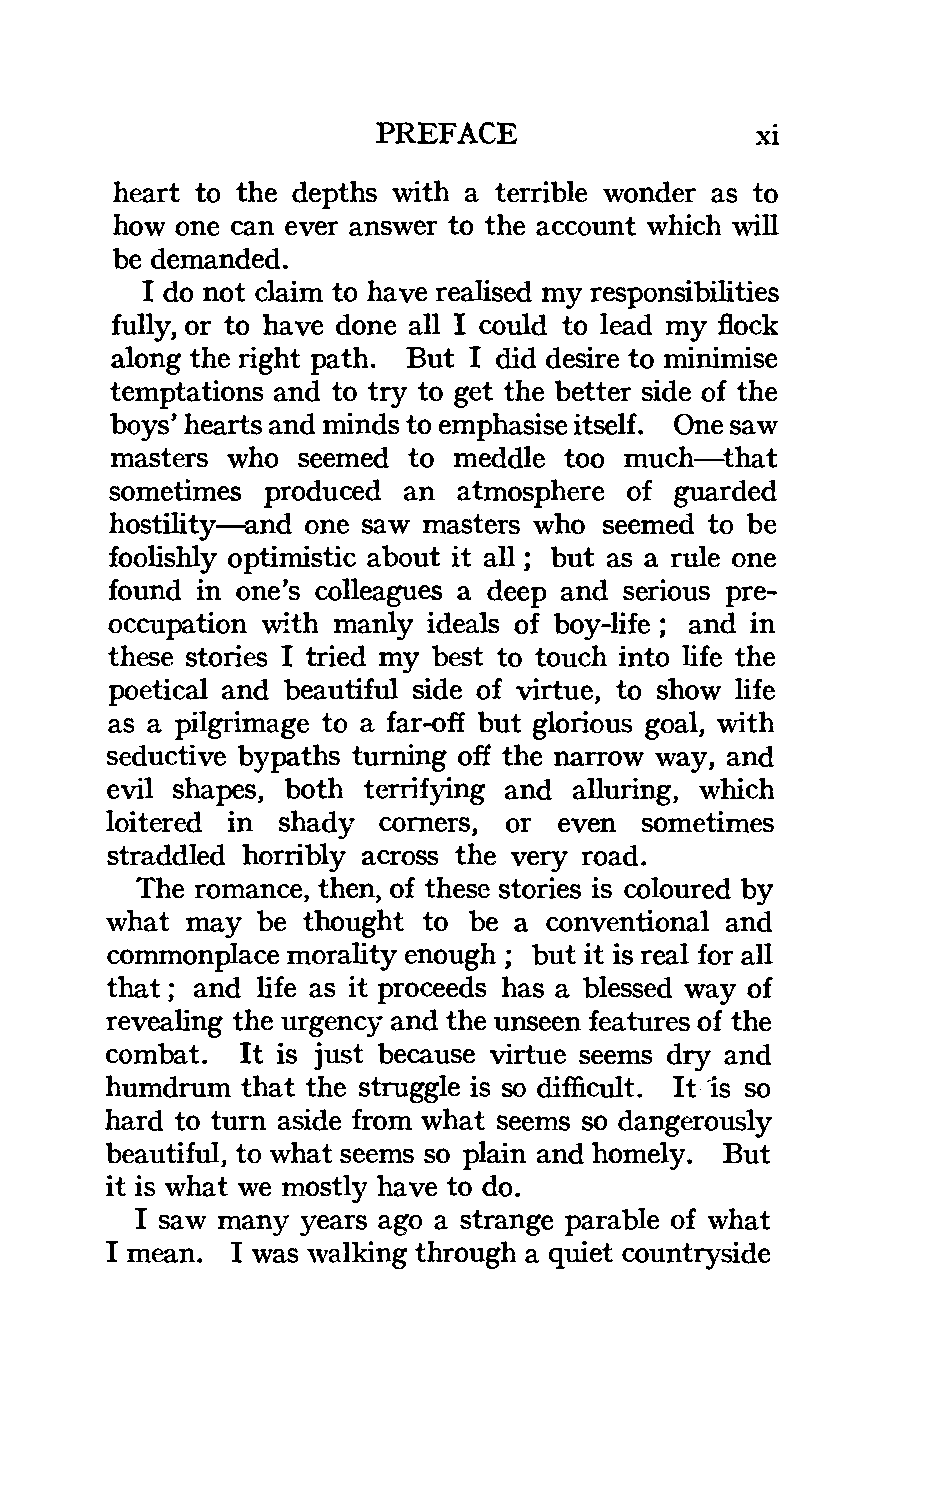 PREFACE xi
heart to the depths with a terrible wonder as to
how one can ever answer to the account which will
be demanded.
I do not claim to have realised my responsibilities
fully, or to have done all I could to lead my flock
along the right path. But I did desire to minimise
temptations and to try to get the better side of the
boys' hearts and minds to emphasise itself. One saw
masters who seemed to meddle too much—that
sometimes produced an atmosphere of guarded
hostility—and one saw masters who seemed to be
foolishly optimistic about it all ; but as a rule one
found in one's colleagues a deep and serious pre-
occupation with manly ideals of boy-life ; and in
these stories I tried my best to touch into life the
poetical and beautiful side of virtue, to show life
as a pilgrimage to a far-off but glorious goal, with
seductive bypaths turning off the narrow way, and
evil shapes, both terrifying and alluring, which
loitered in shady corners, or even sometimes
straddled horribly across the very road.
The romance, then, of these stories is coloured by
what may be thought to be a conventional and
commonplace morality enough ; but it is real for all
that ; and life as it proceeds has a blessed way of
revealing the urgency and the unseen features of the
combat. It is just because virtue seems dry and
humdrum that the struggle is so difficult. It is so
hard to turn aside from what seems so dangerously
beautiful, to what seems so plain and homely. But
it is what we mostly have to do.
I saw many years ago a strange parable of what
I mean. I was walking through a quiet countryside